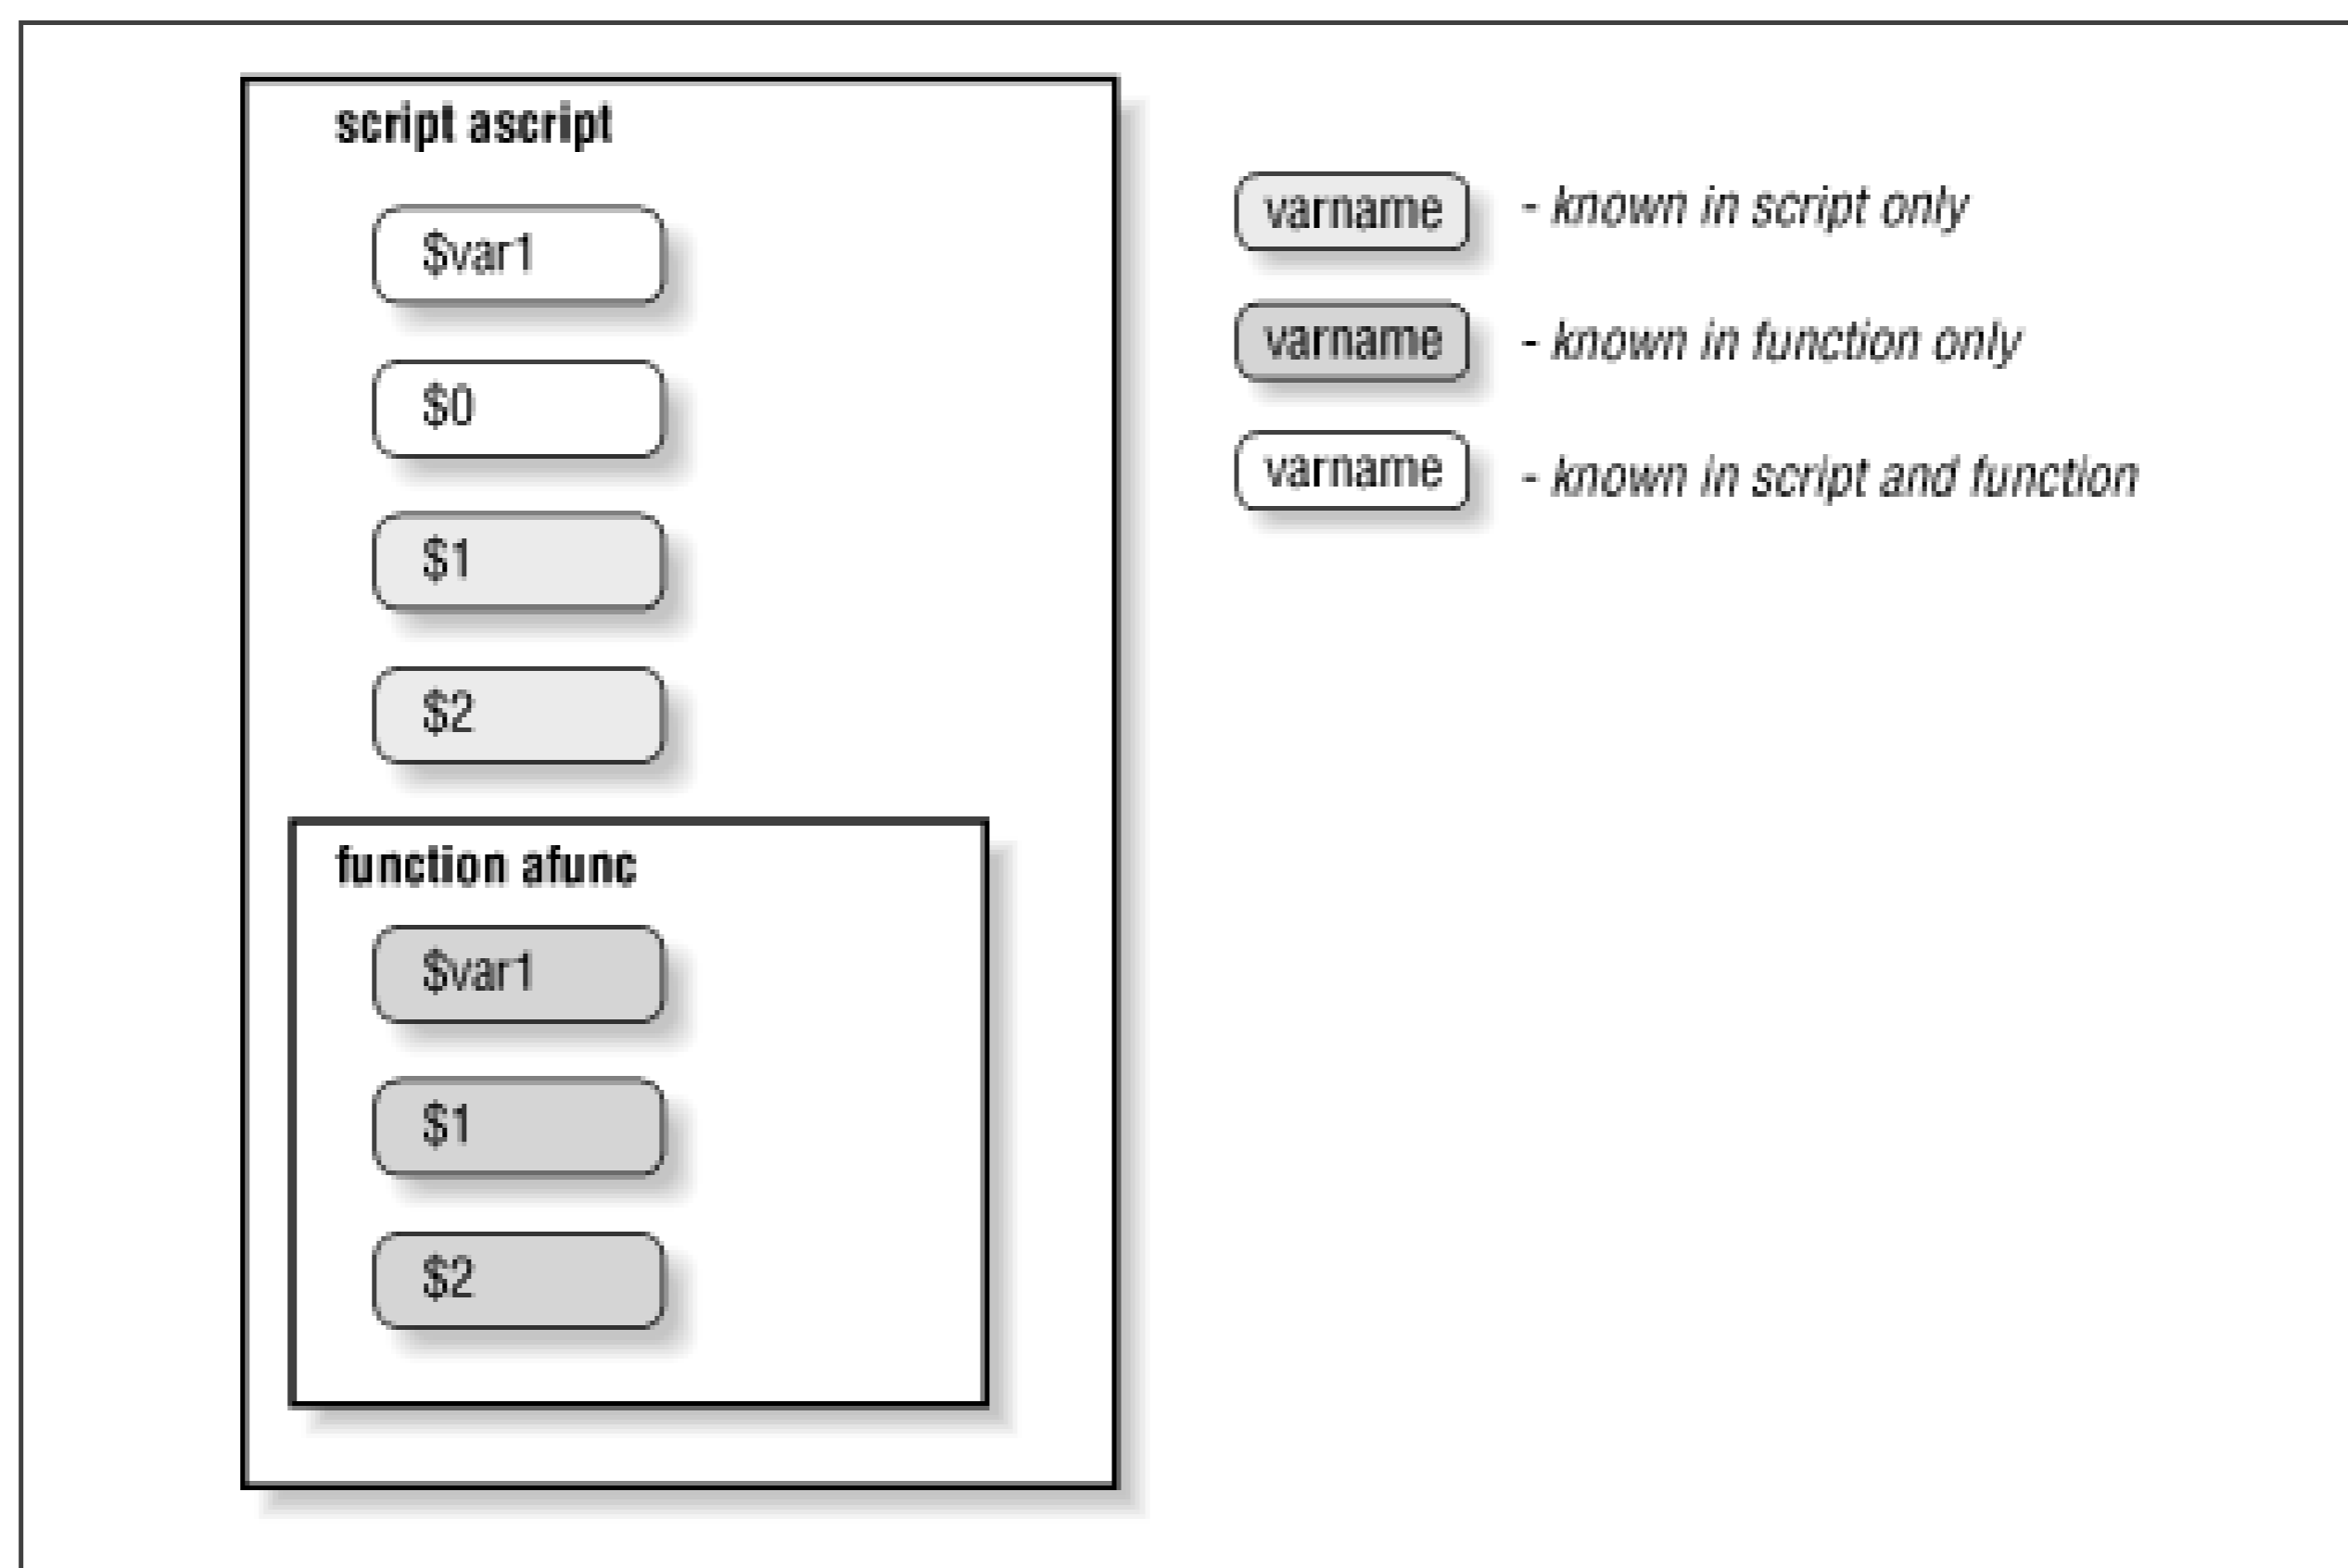 script ascript
$var1
$0
$1
$2
function afunc
$var1
$1
$2
varname - known in script only
varname - known in function only
varname - known in script and function